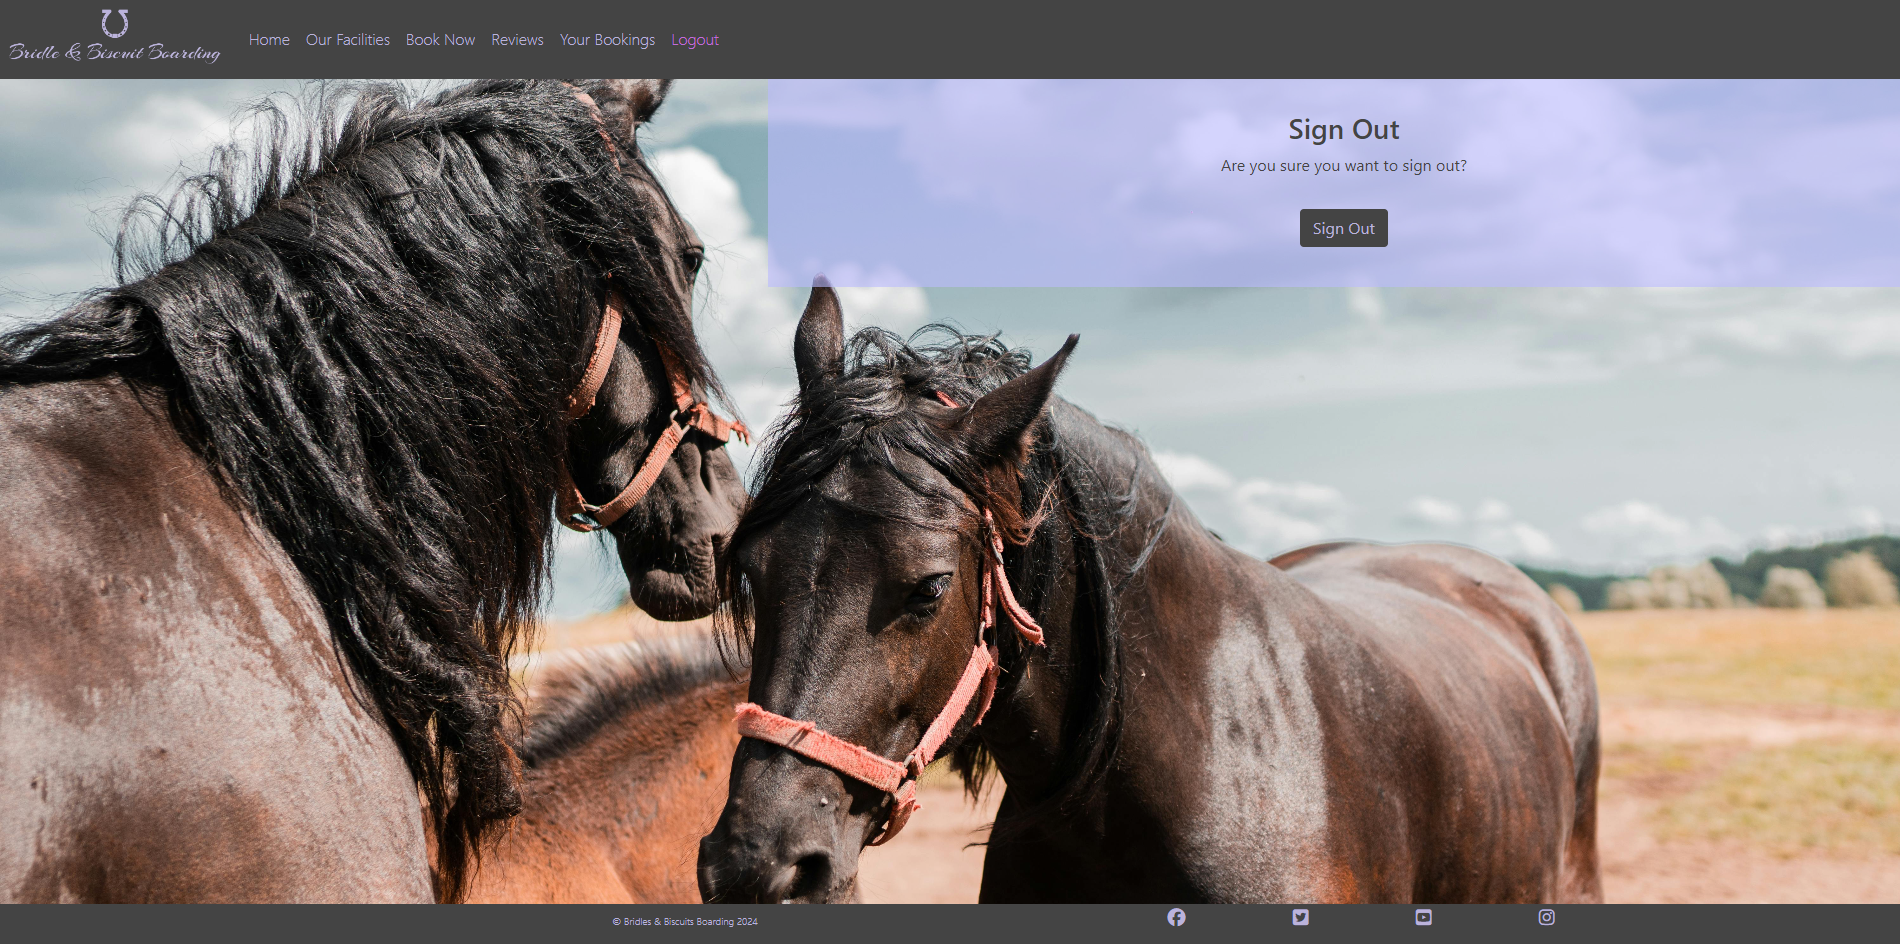 Bridle & Biscuit Boarding
Home Our Facilities Book Now Reviews Your Bookings Logout
Sign Out
Are you sure you want to sign out?
Sign Out
© Bridles & Biscuits Boarding 2024